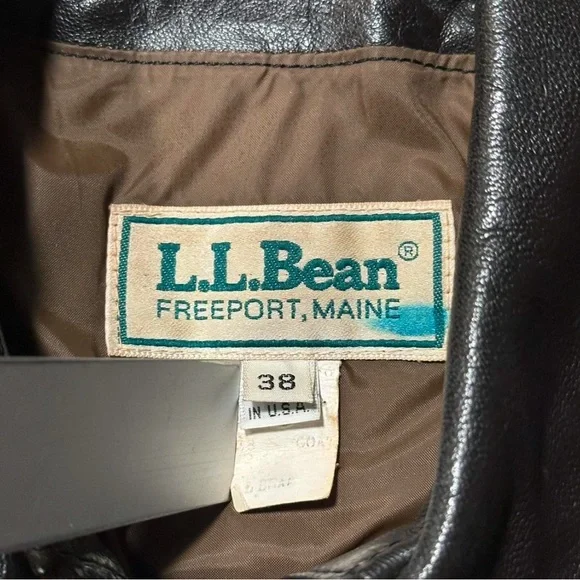 L.L.Bean®
FREEPORT, MAINE
38
IN U.S.A.